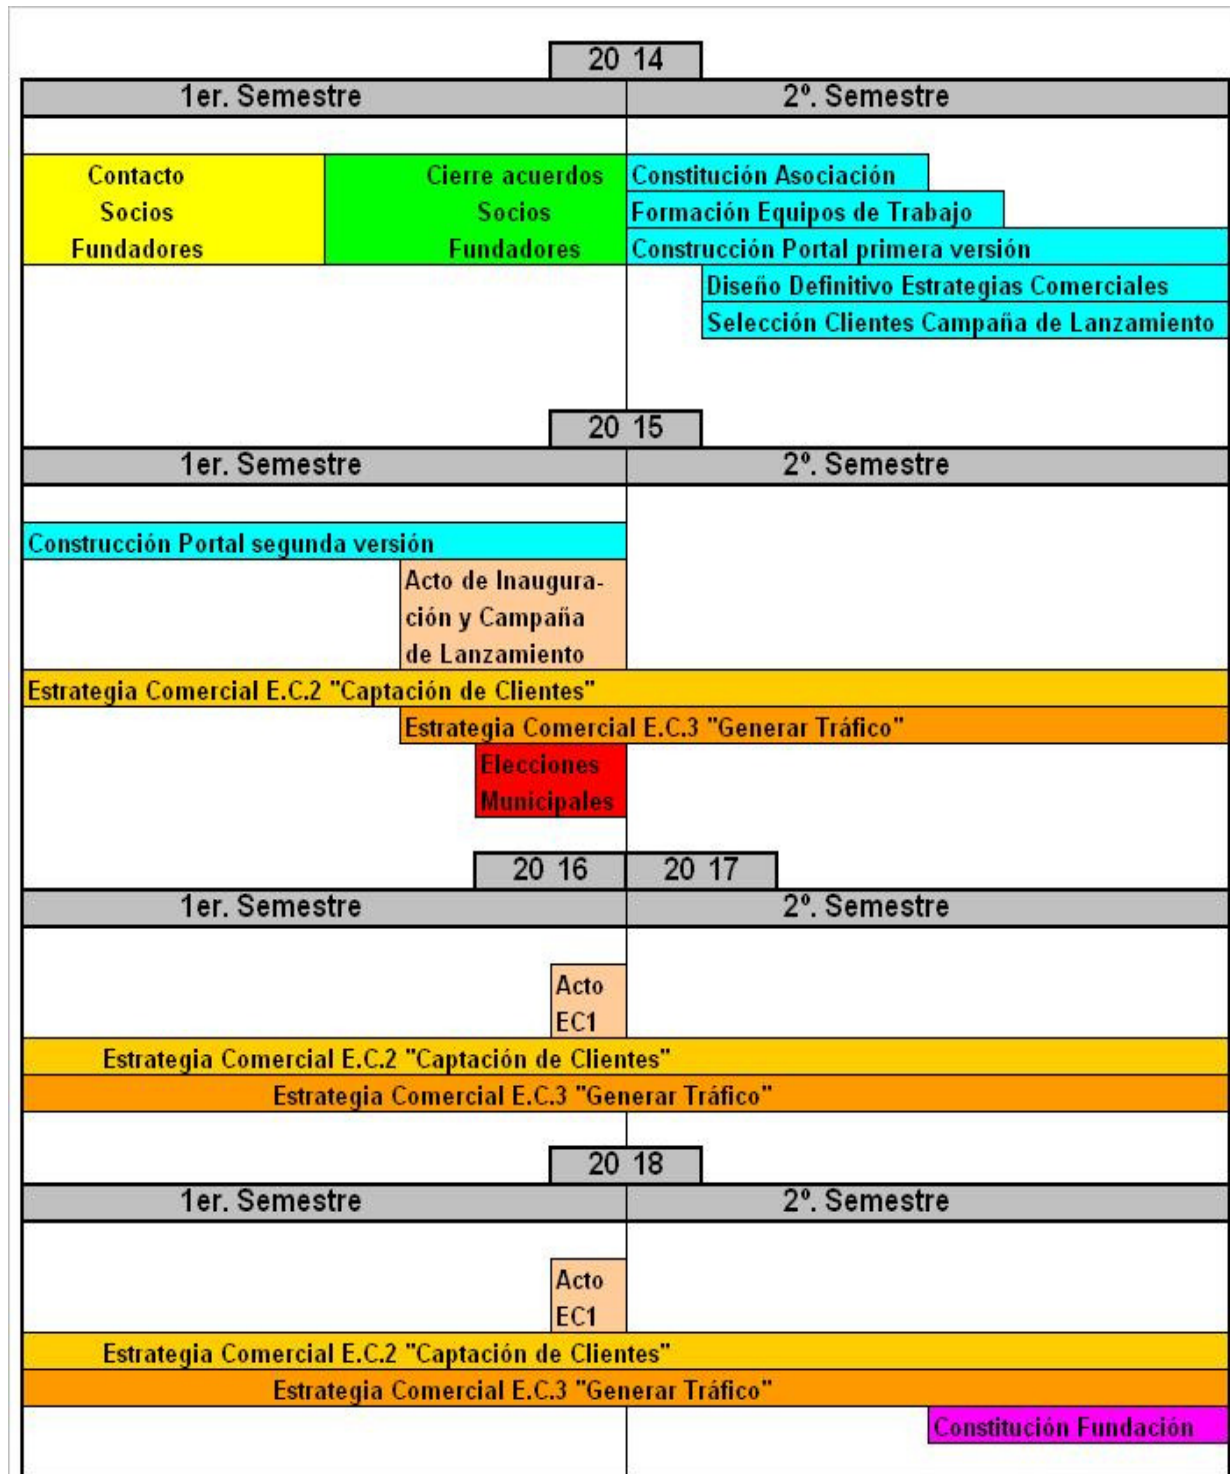 20 14
1er. Semestre 2º. Semestre
Contacto
Socios
Fundadores
Cierre acuerdos
Socios
Fundadores
Constitución Asociación
Formación Equipos de Trabajo
Construcción Portal primera versión
Diseño Definitivo Estrategias Comerciales
Selección Clientes Campaña de Lanzamiento
20 15
1er. Semestre 2º. Semestre
Construcción Portal segunda versión
Acto de Inaugura-
ción y Campaña
de Lanzamiento
Estrategia Comercial E.C.2 "Captación de Clientes"
Estrategia Comercial E.C.3 "Generar Tráfico"
Elecciones
Municipales
20 16 20 17
1er. Semestre 2º. Semestre
Acto
EC1
Estrategia Comercial E.C.2 "Captación de Clientes"
Estrategia Comercial E.C.3 "Generar Tráfico"
20 18
1er. Semestre 2º. Semestre
Acto
EC1
Estrategia Comercial E.C.2 "Captación de Clientes"
Estrategia Comercial E.C.3 "Generar Tráfico"
Constitución Fundación